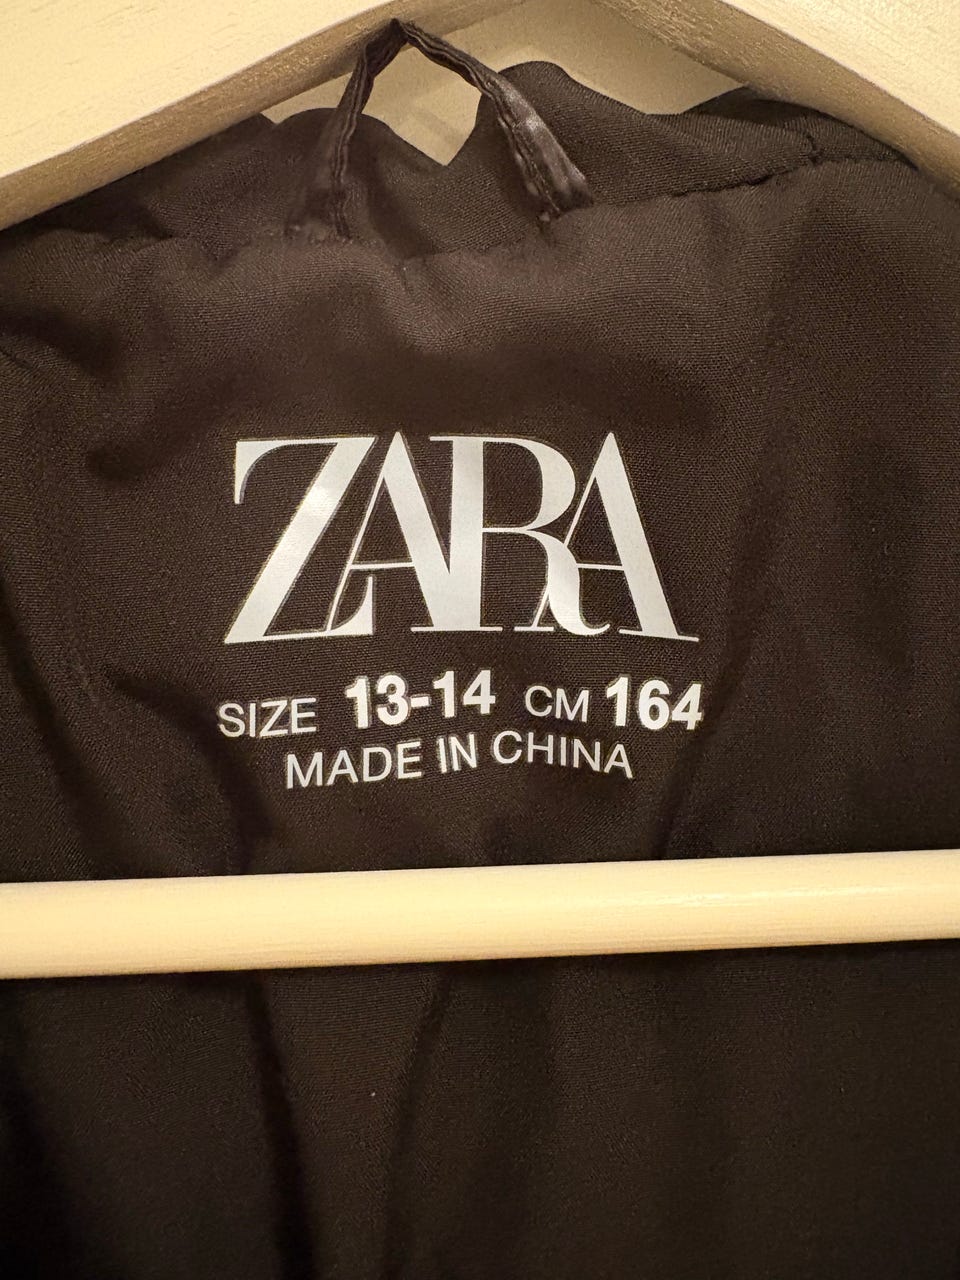 ZARA
SIZE 13-14 CM 164
MADE IN CHINA